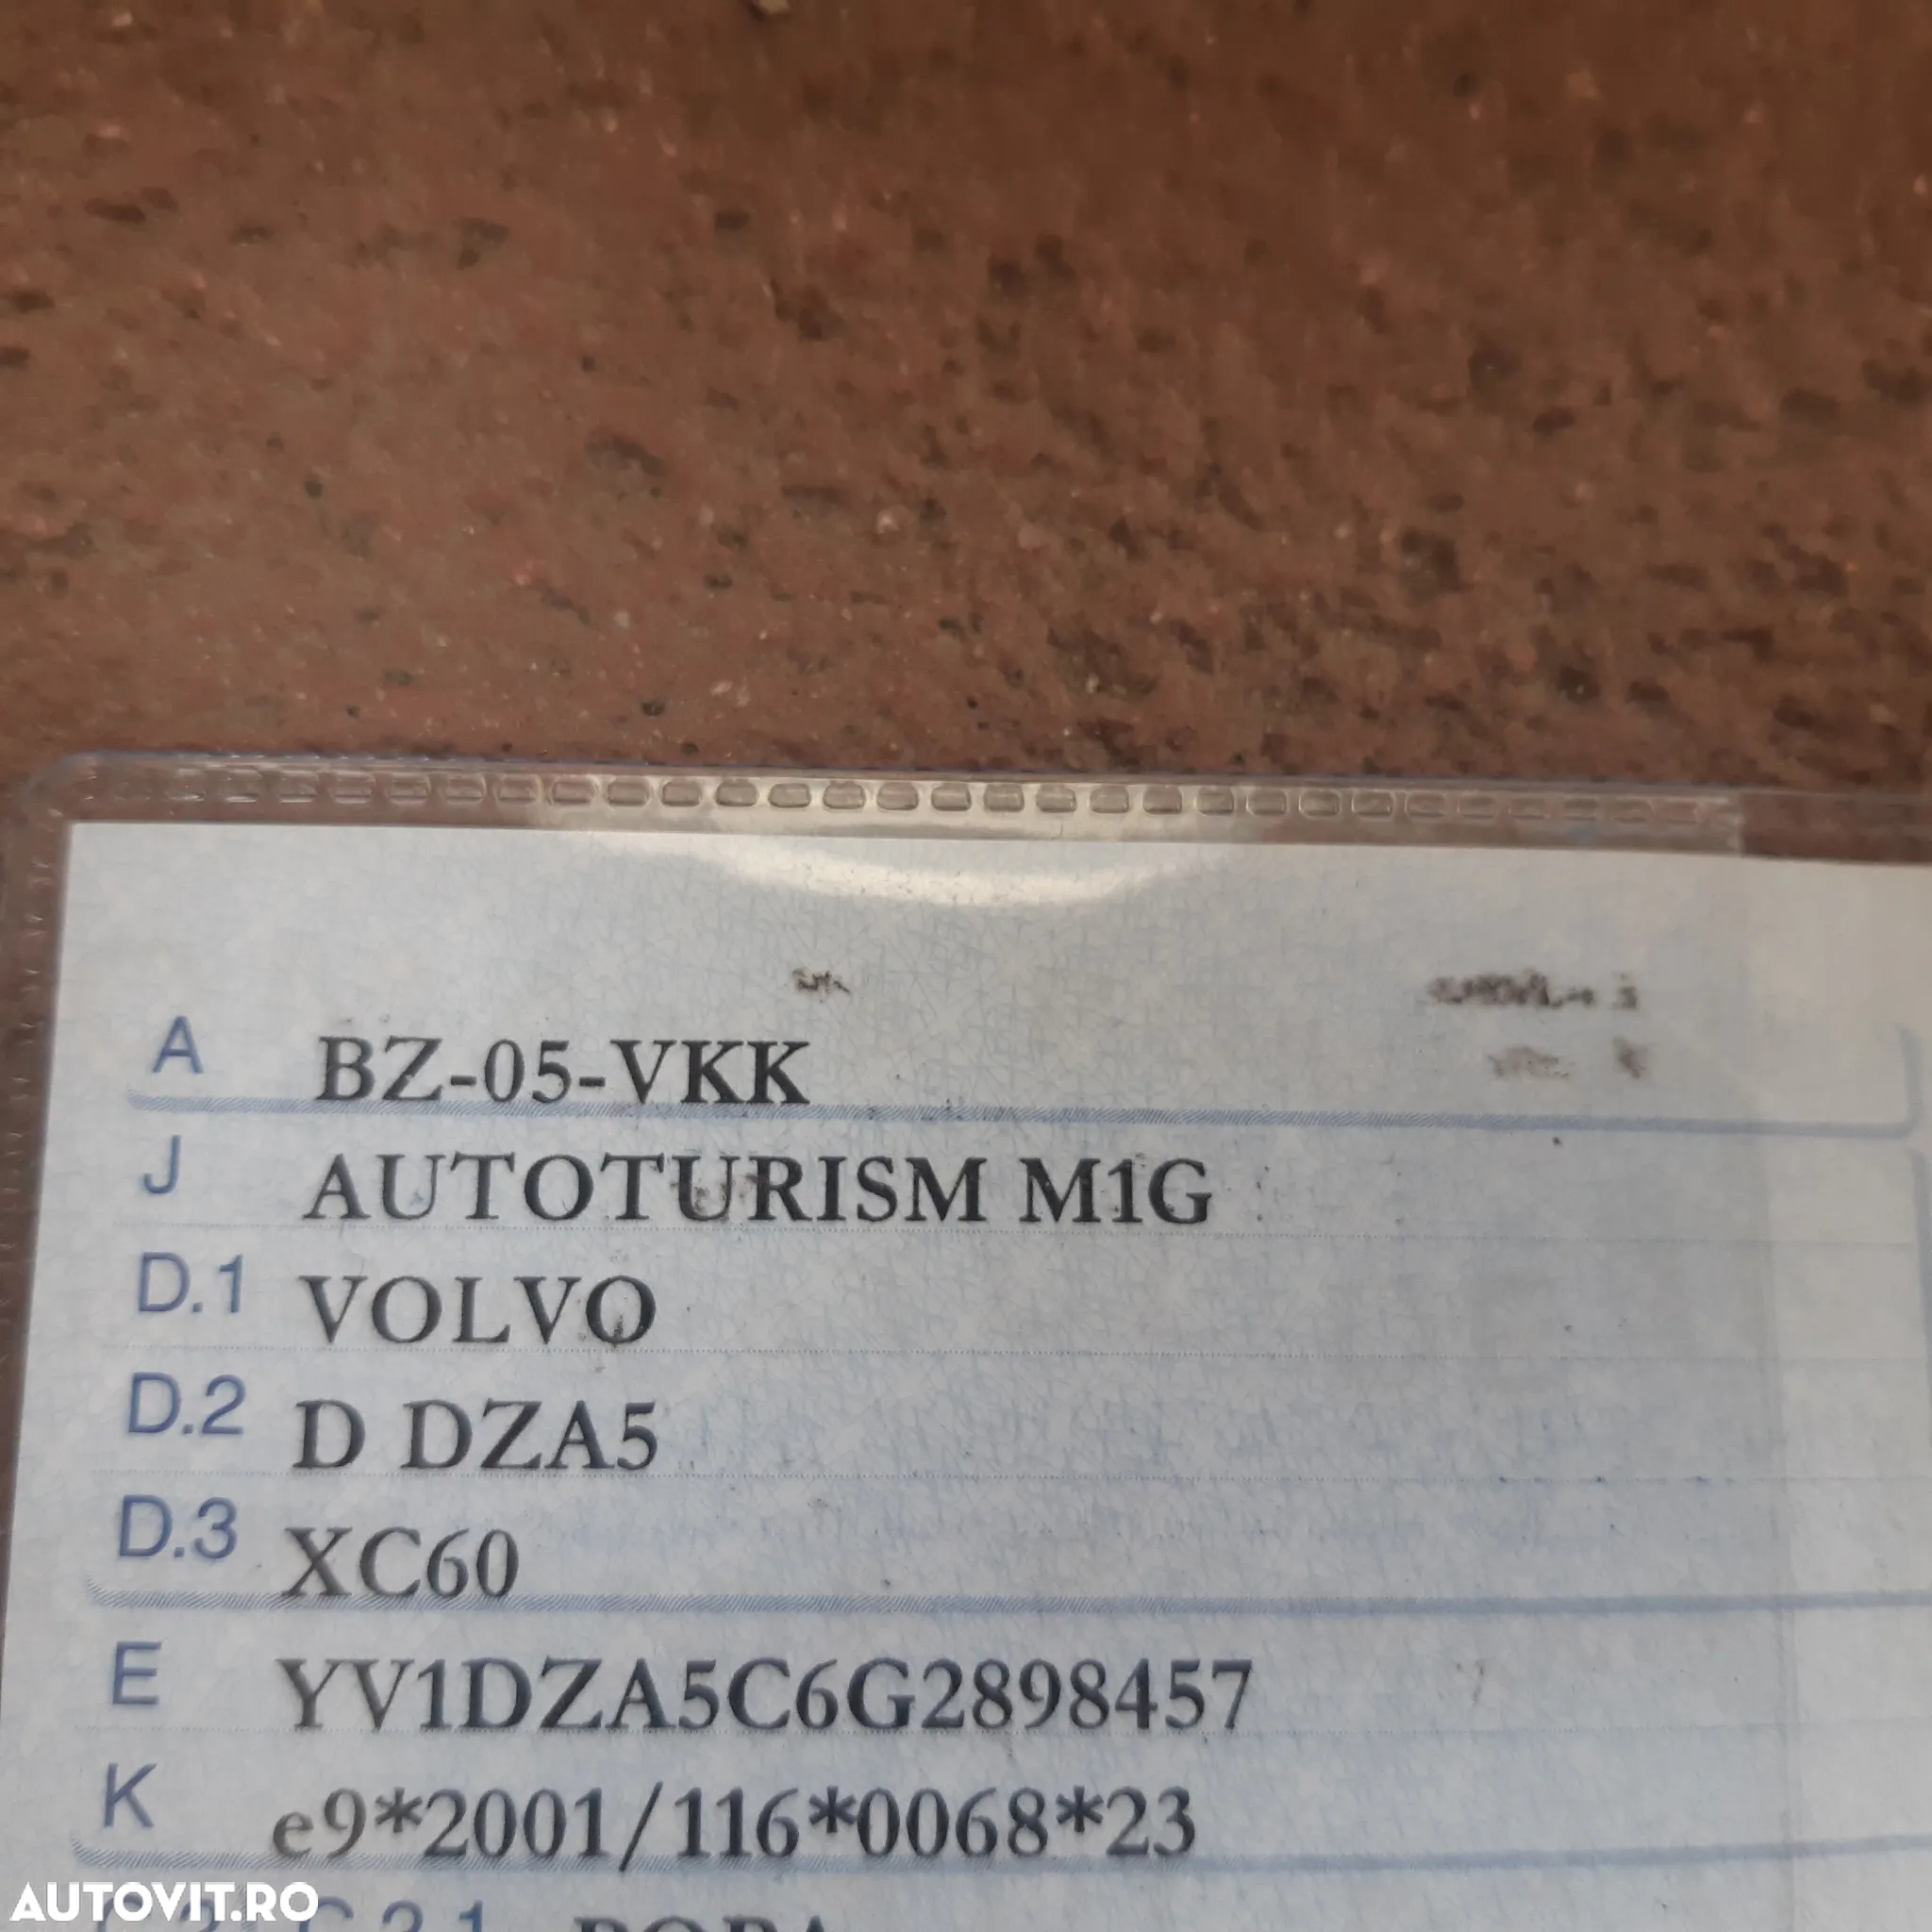 A BZ-05-VKK
J AUTOTURISM M1G
D.1 VOLVO
D.2 D DZA5
D.3 XC60
E YV1DZA5C6G2898457
K e9*2001/116*0068*23
AUTOVIT.RO